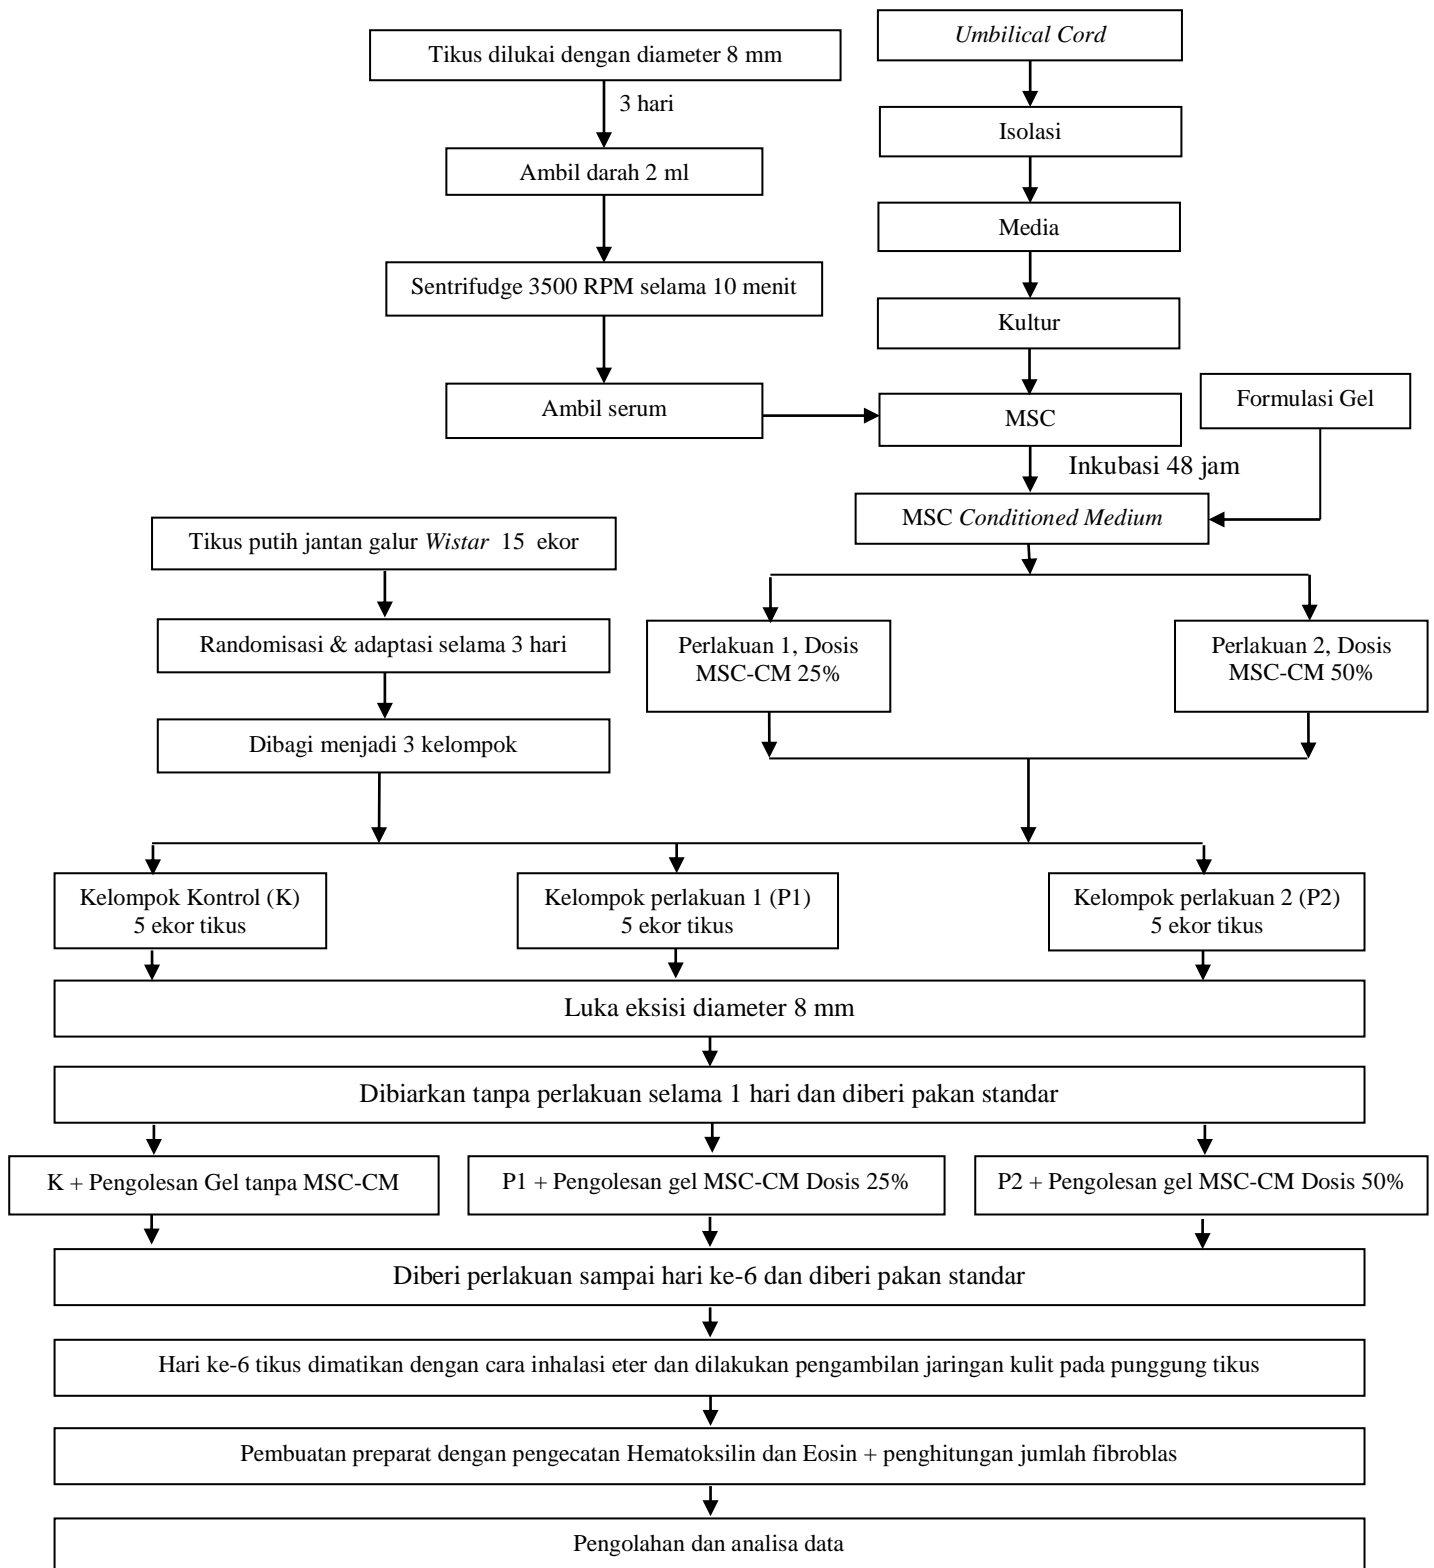 Tikus dilukai dengan diameter 8 mm
3 hari
Ambil darah 2 ml
Sentrifudge 3500 RPM selama 10 menit
Ambil serum
Umbilical Cord
Isolasi
Media
Kultur
MSC
Formulasi Gel
Inkubasi 48 jam
MSC Conditioned Medium
Tikus putih jantan galur Wistar 15 ekor
Randomisasi & adaptasi selama 3 hari
Dibagi menjadi 3 kelompok
Perlakuan 1, Dosis
MSC-CM 25%
Perlakuan 2, Dosis
MSC-CM 50%
Kelompok Kontrol (K)
5 ekor tikus
Kelompok perlakuan 1 (P1)
5 ekor tikus
Kelompok perlakuan 2 (P2)
5 ekor tikus
Luka eksisi diameter 8 mm
Dibiarkan tanpa perlakuan selama 1 hari dan diberi pakan standar
K + Pengolesan Gel tanpa MSC-CM
P1 + Pengolesan gel MSC-CM Dosis 25%
P2 + Pengolesan gel MSC-CM Dosis 50%
Diberi perlakuan sampai hari ke-6 dan diberi pakan standar
Hari ke-6 tikus dimatikan dengan cara inhalasi eter dan dilakukan pengambilan jaringan kulit pada punggung tikus
Pembuatan preparat dengan pengecatan Hematoksilin dan Eosin + penghitungan jumlah fibroblas
Pengolahan dan analisa data